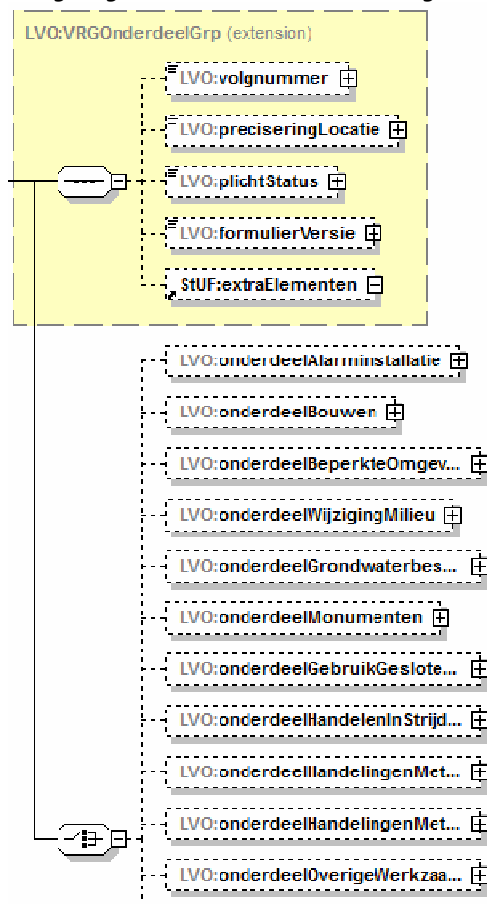 LVO:VRGOnderdeelGrp (extension)
LVO:volgnummer
LVO:preciseringLocatie
LVO:plichtStatus
LVO:formulierVersie
StUF:extraElementen
LVO:onderdeelAlarminstallatie
LVO:onderdeelBouwen
LVO:onderdeelBeperkteOmgev...
LVO:onderdeelWijzigingMilieu
LVO:onderdeelGrondwaterbes...
LVO:onderdeelMonumenten
LVO:onderdeelGebruikGeslote...
LVO:onderdeelHandelenInStrijd...
LVO:onderdeelHandelingenMet...
LVO:onderdeelHandelingenMet...
LVO:onderdeelOverigeWerkzaa...